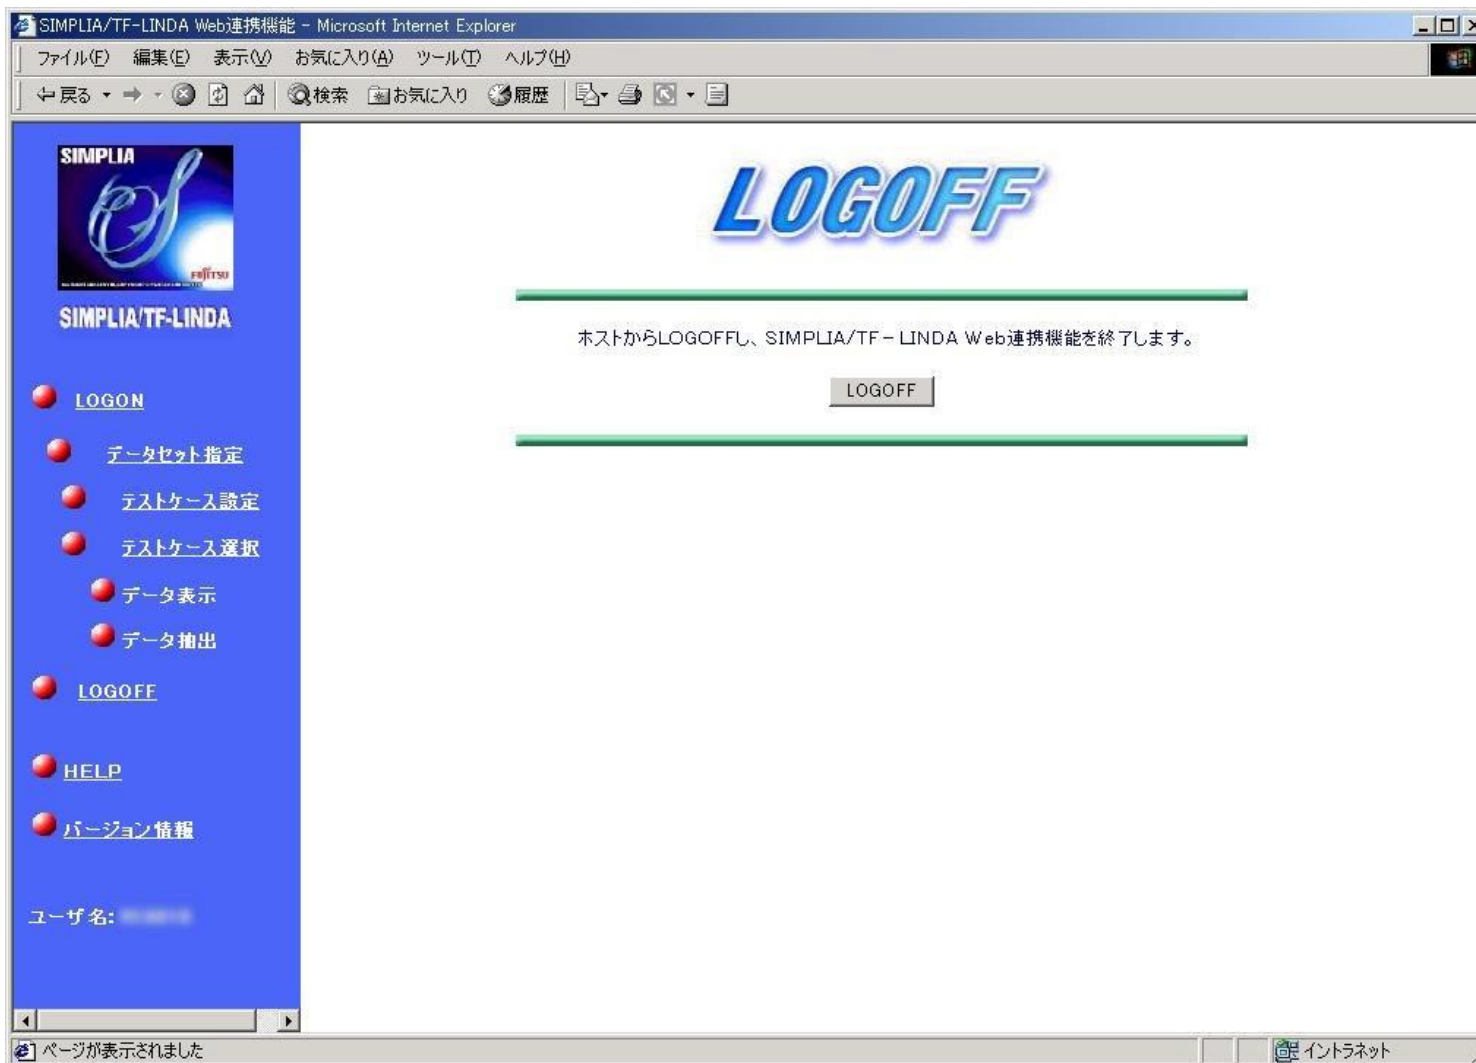 SIMPLIA/TF-LINDA Web連携機能 - Microsoft Internet Explorer
ファイル(F) 編集(E) 表示(V) お気に入り(A) ツール(T) ヘルプ(H)
戻る 検索 お気に入り 履歴
SIMPLIA
FUJITSU
SIMPLIA/TF-LINDA
LOGON
データセット指定
テストケース設定
テストケース選択
データ表示
データ抽出
LOGOFF
HELP
バージョン情報
ユーザ名:
LOGOFF
ホストからLOGOFFし、SIMPLIA/TF－LINDA Web連携機能を終了します。
LOGOFF
ページが表示されました
イントラネット